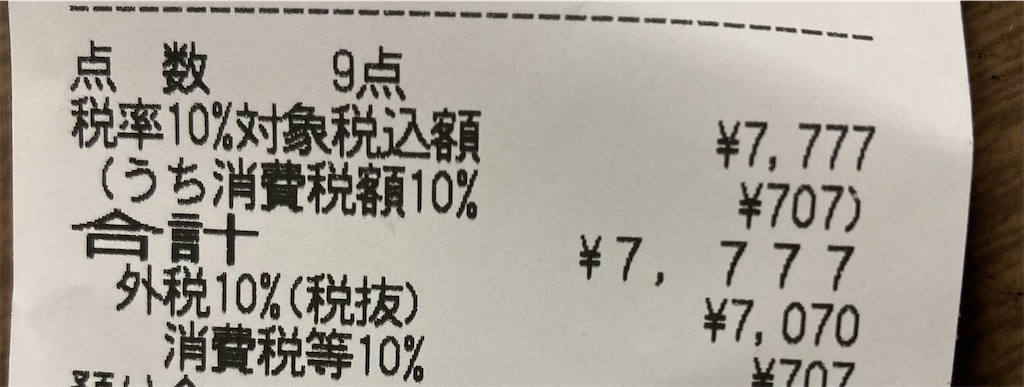 点 数 9点
税率10%対象税込額 ¥7,777
(うち消費税額10% ¥707)
合計 ¥7,777
外税10%(税抜) ¥7,070
消費税等10% ¥707